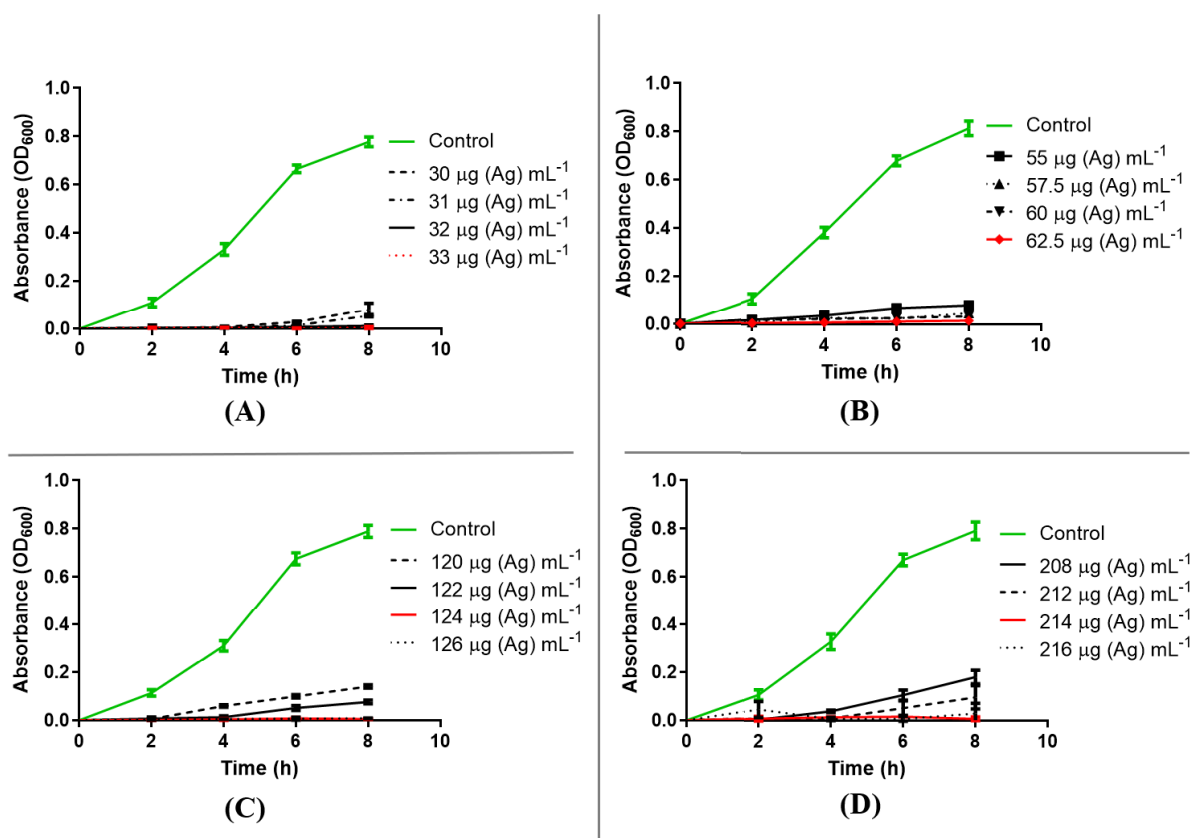 1.0
0.8
0.6
0.4
0.2
0.0
Absorbance (OD600)
0 2 4 6 8 10
Time (h)
Control
30 μg (Ag) mL-1
31 μg (Ag) mL-1
32 μg (Ag) mL-1
33 μg (Ag) mL-1
(A)
1.0
0.8
0.6
0.4
0.2
0.0
Absorbance (OD600)
0 2 4 6 8 10
Time (h)
Control
55 μg (Ag) mL-1
57.5 μg (Ag) mL-1
60 μg (Ag) mL-1
62.5 μg (Ag) mL-1
(B)
1.0
0.8
0.6
0.4
0.2
0.0
Absorbance (OD600)
0 2 4 6 8 10
Time (h)
Control
120 μg (Ag) mL-1
122 μg (Ag) mL-1
124 μg (Ag) mL-1
126 μg (Ag) mL-1
(C)
1.0
0.8
0.6
0.4
0.2
0.0
Absorbance (OD600)
0 2 4 6 8 10
Time (h)
Control
208 μg (Ag) mL-1
212 μg (Ag) mL-1
214 μg (Ag) mL-1
216 μg (Ag) mL-1
(D)